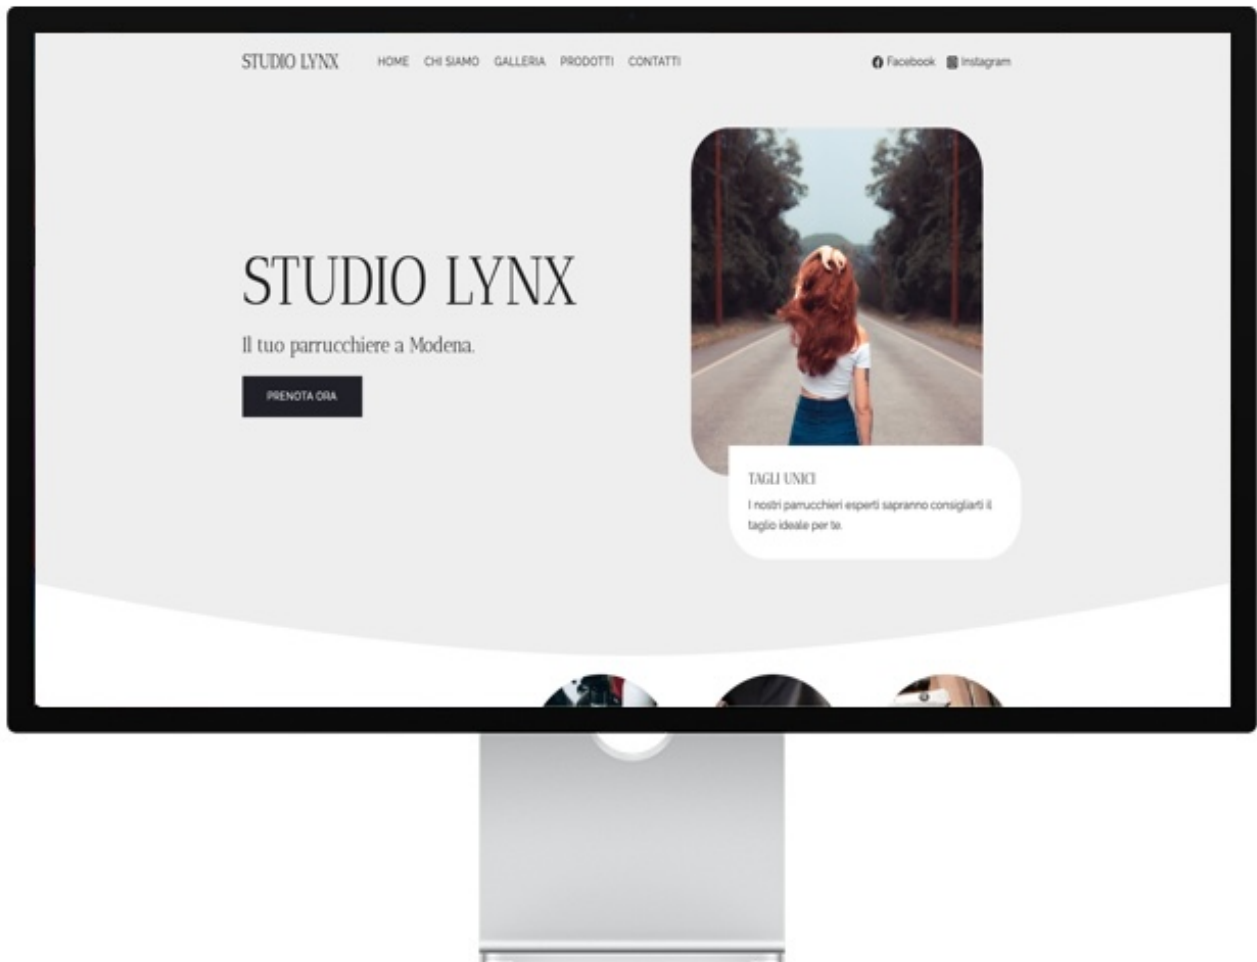 STUDIO LYNX HOME CHI SIAMO GALLERIA PRODOTTI CONTATTI Facebook Instagram
STUDIO LYNX
Il tuo parrucchiere a Modena.
PRENOTA ORA
TAGLI UNICI
I nostri parrucchieri esperti sapranno consigliarti il
taglio ideale per te.